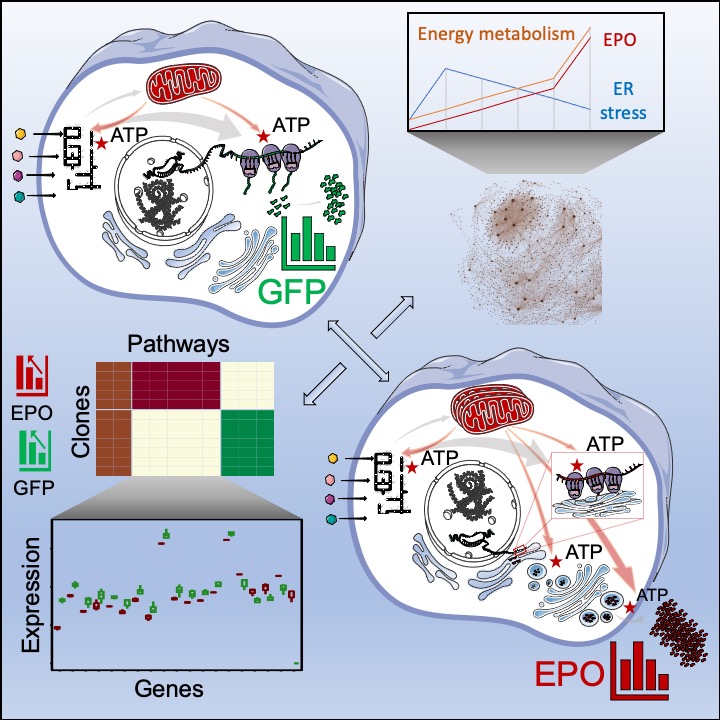 Energy metabolism
EPO
ER
stress
ATP
ATP
GFP
Pathways
Clones
EPO
GFP
Expression
Genes
ATP
ATP
ATP
ATP
EPO